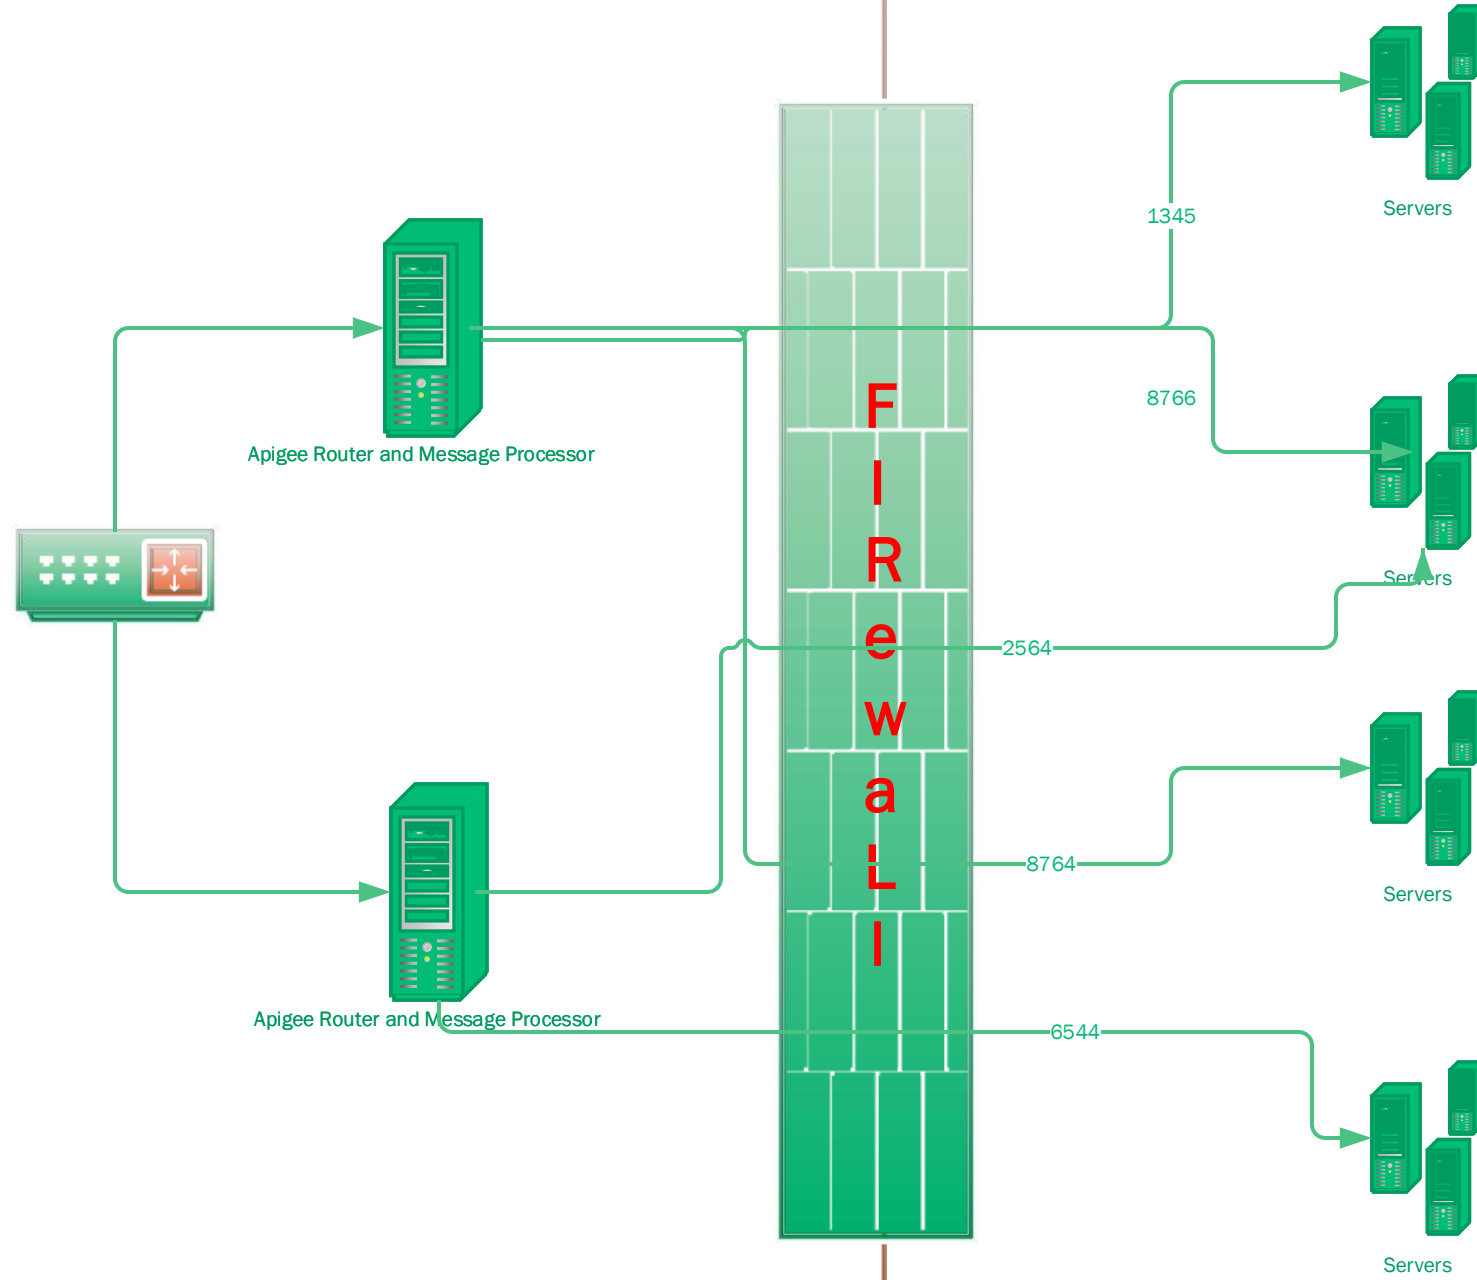 Servers
1345
8766
Apigee Router and Message Processor
F
I
R
e
w
a
L
l
Servers
2564
8764
Servers
Apigee Router and Message Processor
6544
Servers